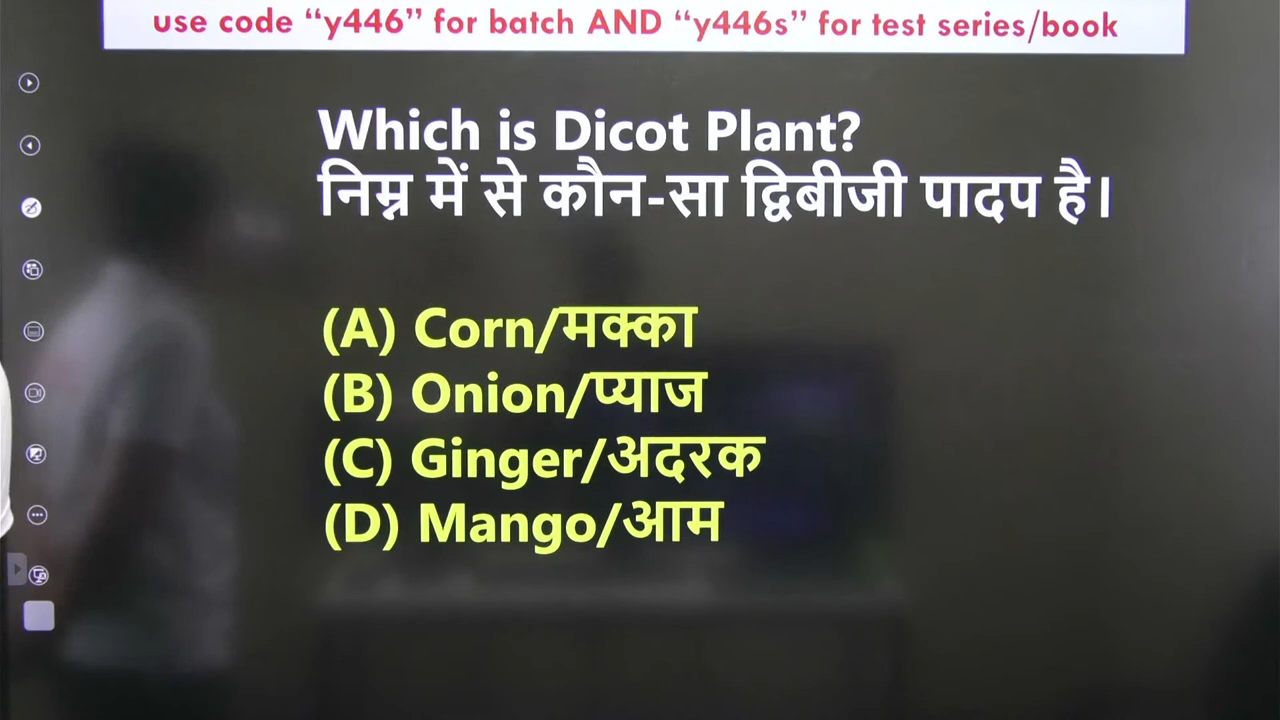 use code “y446” for batch AND “y446s” for test series/book
Which is Dicot Plant?
निम्न में से कौन-सा द्विबीजी पादप है।
(A) Corn/मक्का
(B) Onion/प्याज
(C) Ginger/अदरक
(D) Mango/आम